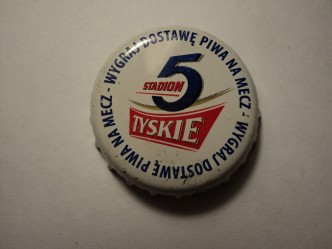 WYGRAJ DOSTAWĘ PIWA NA MECZ - WYGRAJ DOSTAWĘ PIWA NA MECZ -
5
STADION
TYSKIE